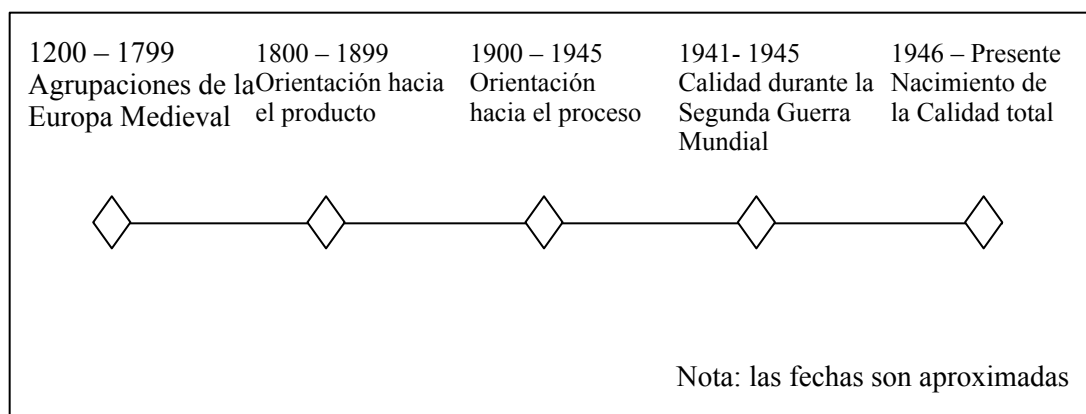 1200 – 1799
Agrupaciones de la
Europa Medieval
1800 – 1899
Orientación hacia
el producto
1900 – 1945
Orientación
hacia el proceso
1941- 1945
Calidad durante la
Segunda Guerra
Mundial
1946 – Presente
Nacimiento de
la Calidad total
Nota: las fechas son aproximadas